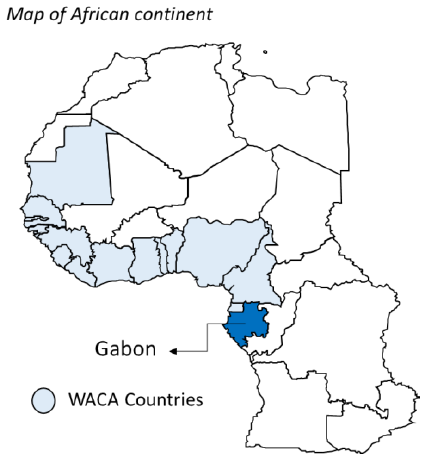 Map of African continent
Gabon
WACA Countries